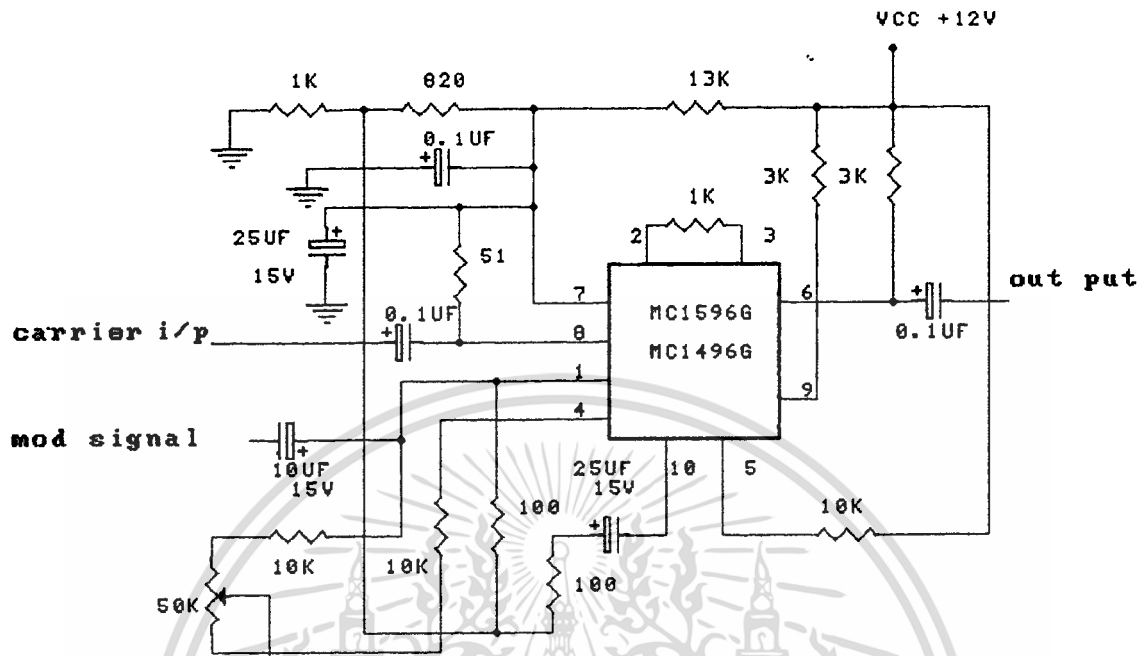 VCC +12V
1K
820
13K
0.1UF
3K
3K
1K
25UF
15V
51
2
3
7
6
out put
MC1596G
0.1UF
carrier i/p
0.1UF
8
MC1496G
1
9
4
mod signal
10UF
15V
25UF
15V
10
5
100
10K
10K
10K
100
50K